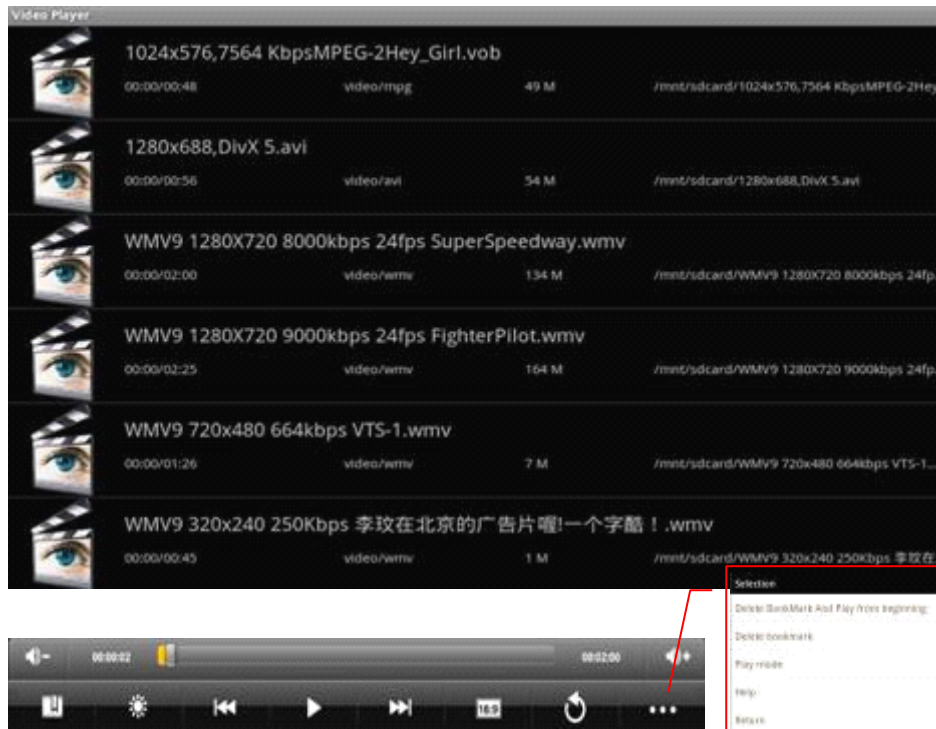 Video Player
1024x576,7564 KbpsMPEG-2Hey_Girl.vob
00:00/00:48 video/mpg 49 M /mnt/sdcard/1024x576,7564 KbpsMPEG-2Hey
1280x688,DivX 5.avi
00:00/00:56 video/avi 54 M /mnt/sdcard/1280x688,DivX 5.avi
WMV9 1280X720 8000kbps 24fps SuperSpeedway.wmv
00:00/02:00 video/wmv 134 M /mnt/sdcard/WMV9 1280X720 8000kbps 24fp.
WMV9 1280X720 9000kbps 24fps FighterPilot.wmv
00:00/02:25 video/wmv 164 M /mnt/sdcard/WMV9 1280X720 9000kbps 24fp.
WMV9 720x480 664kbps VTS-1.wmv
00:00/01:26 video/wmv 7 M /mnt/sdcard/WMV9 720x480 664kbps VTS-1...
WMV9 320x240 250Kbps 李玟在北京的广告片喔!一个字酷！.wmv
00:00/00:45 video/wmv 1 M /mnt/sdcard/WMV9 320x240 250Kbps 李玟在
Selection
Delete BookMark And Play from beginning
Delete bookmark
Play mode
Help
Return
00:00:02 00:02:00
16:9